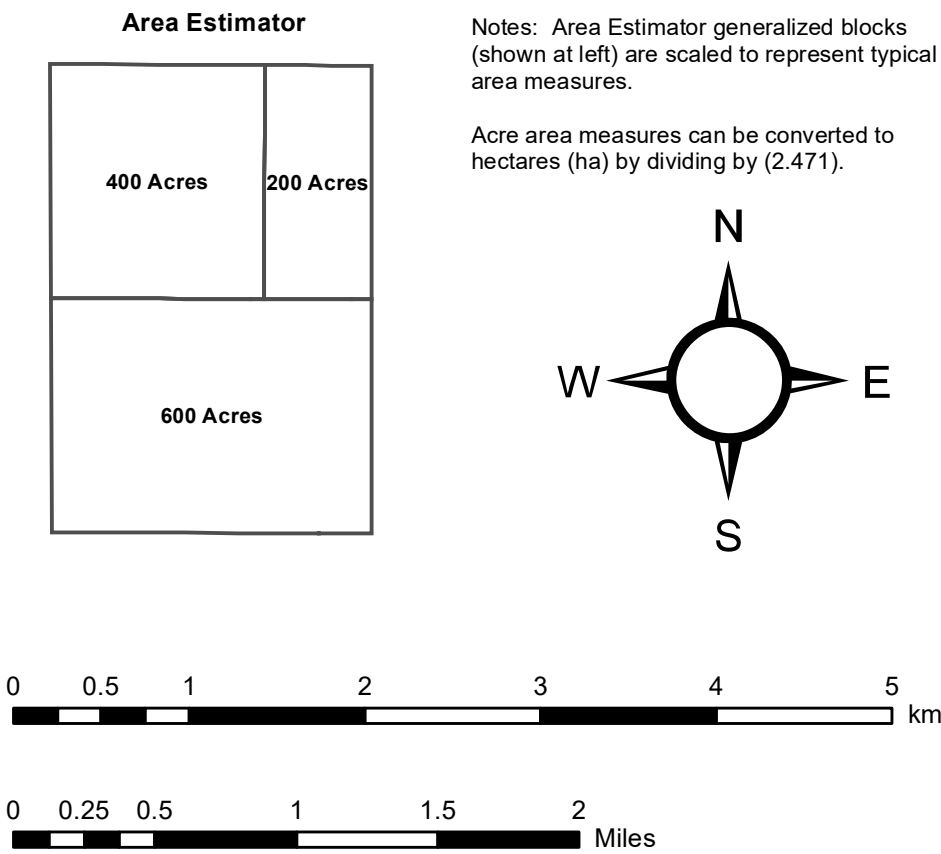 Area Estimator
400 Acres
200 Acres
600 Acres
Notes: Area Estimator generalized blocks
(shown at left) are scaled to represent typical
area measures.
Acre area measures can be converted to
hectares (ha) by dividing by (2.471).
N
W E
S
0 0.5 1 2 3 4 5
km
0 0.25 0.5 1 1.5 2
Miles